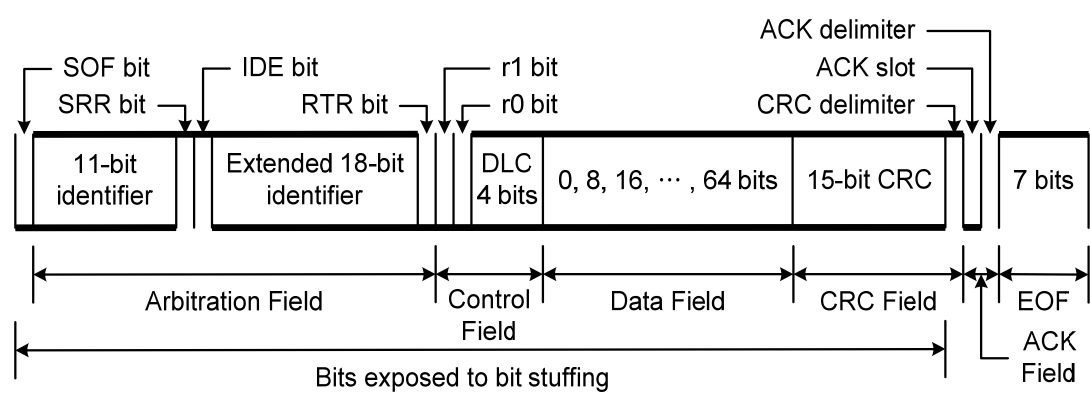 ACK delimiter
SOF bit
IDE bit
r1 bit
ACK slot
SRR bit
RTR bit
r0 bit
CRC delimiter
11-bit
identifier
Extended 18-bit
identifier
DLC
4 bits
0, 8, 16, ⋯ , 64 bits
15-bit CRC
7 bits
Arbitration Field
Control
Field
Data Field
CRC Field
EOF
ACK
Field
Bits exposed to bit stuffing